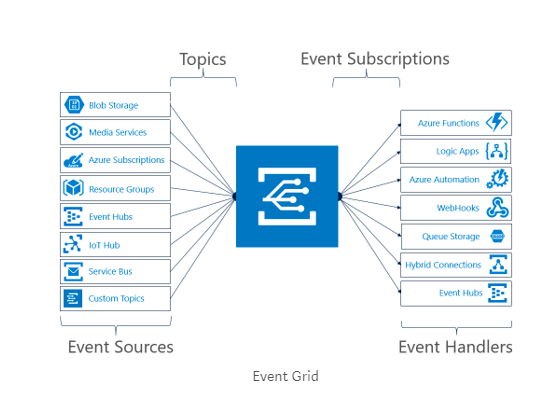 Topics
Event Subscriptions
Blob Storage
Media Services
Azure Subscriptions
Resource Groups
Event Hubs
IoT Hub
Service Bus
Custom Topics
Azure Functions
Logic Apps
Azure Automation
WebHooks
Queue Storage
Hybrid Connections
Event Hubs
Event Sources
Event Handlers
Event Grid